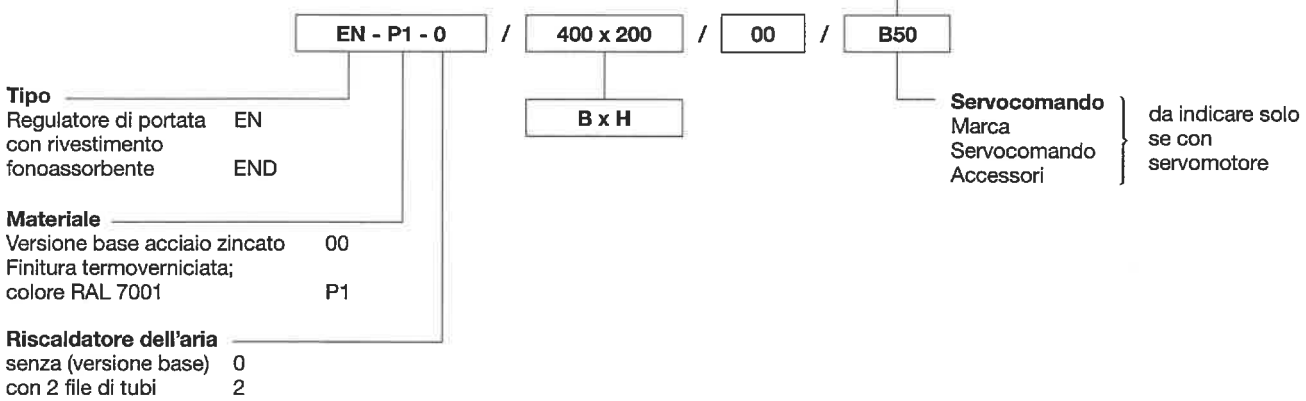 EN - P1 - 0 / 400 x 200 / 00 / B50
B x H
Tipo
Regulatore di portata EN
con rivestimento
fonoassorbente END
Materiale
Versione base acciaio zincato 00
Finitura termoverniciata;
colore RAL 7001 P1
Riscaldatore dell'aria
senza (versione base) 0
con 2 file di tubi 2
Servocomando
Marca
Servocomando
Accessori
da indicare solo
se con
servomotore